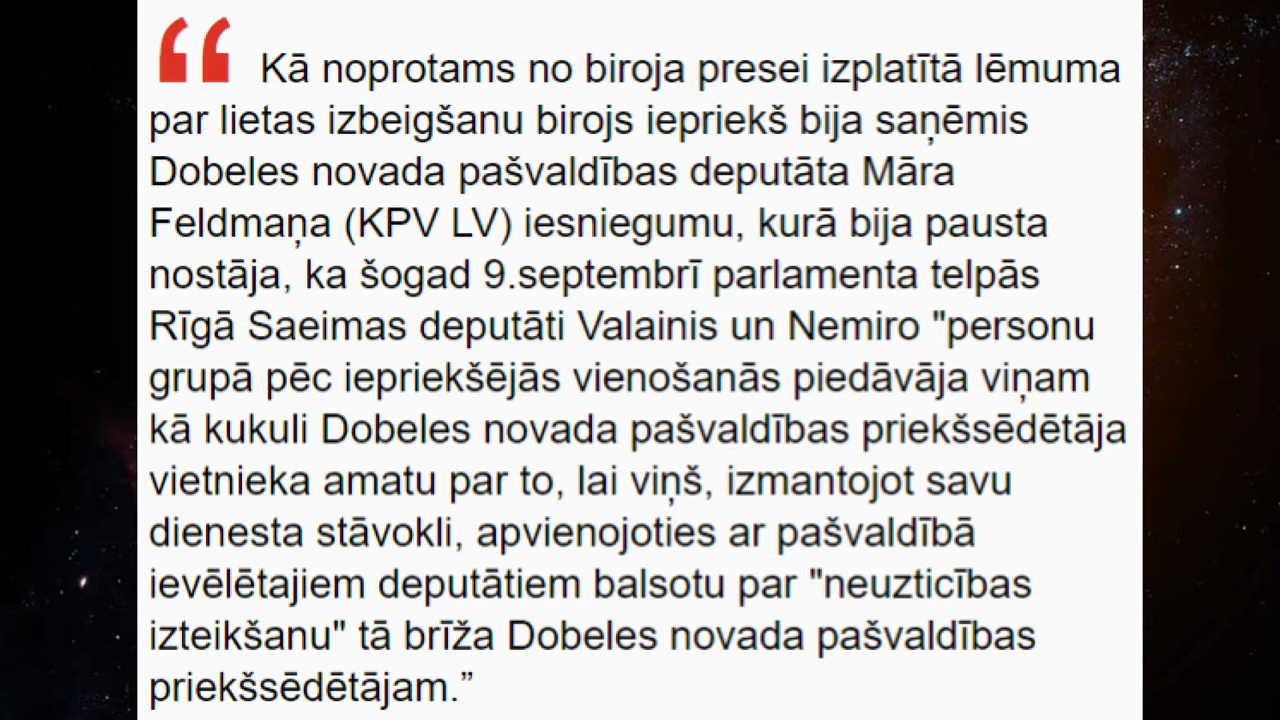 “ Kā noprotams no biroja presei izplatītā lēmuma
par lietas izbeigšanu birojs iepriekš bija saņēmis
Dobeles novada pašvaldības deputāta Māra
Feldmaņa (KPV LV) iesniegumu, kurā bija pausta
nostāja, ka šogad 9.septembrī parlamenta telpās
Rīgā Saeimas deputāti Valainis un Nemiro "personu
grupā pēc iepriekšējās vienošanās piedāvāja viņam
kā kukuli Dobeles novada pašvaldības priekšsēdētāja
vietnieka amatu par to, lai viņš, izmantojot savu
dienesta stāvokli, apvienojoties ar pašvaldībā
ievēlētajiem deputātiem balsotu par "neuzticības
izteikšanu" tā brīža Dobeles novada pašvaldības
priekšsēdētājam.”